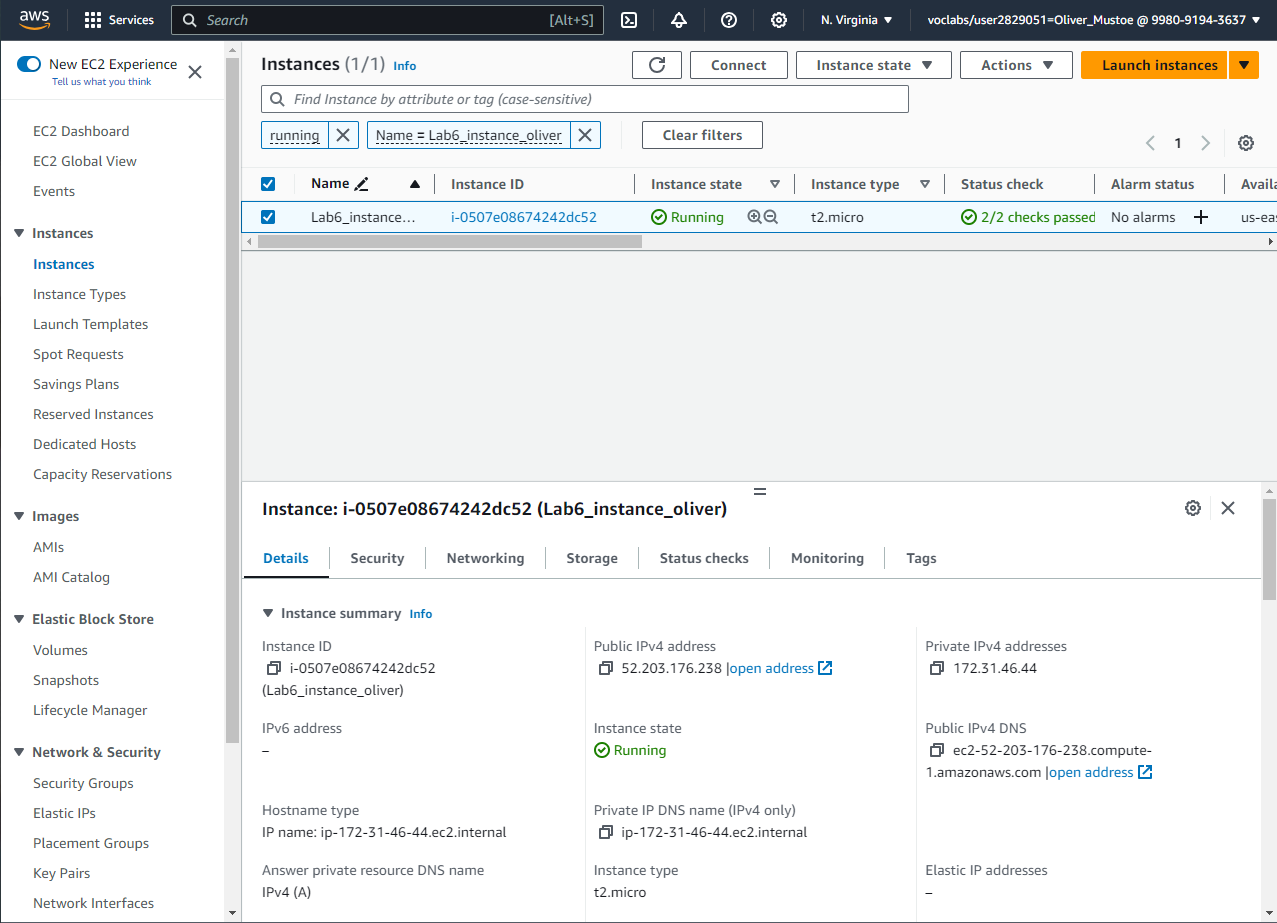 aws
Services
Search [Alt+S]
N. Virginia
voclabs/user2829051=Oliver_Mustoe @ 9980-9194-3637
New EC2 Experience
Tell us what you think
EC2 Dashboard
EC2 Global View
Events
Instances
Instances
Instance Types
Launch Templates
Spot Requests
Savings Plans
Reserved Instances
Dedicated Hosts
Capacity Reservations
Images
AMIs
AMI Catalog
Elastic Block Store
Volumes
Snapshots
Lifecycle Manager
Network & Security
Security Groups
Elastic IPs
Placement Groups
Key Pairs
Network Interfaces
Instances (1/1) Info
Connect
Instance state
Actions
Launch instances
Find Instance by attribute or tag (case-sensitive)
running
Name = Lab6_instance_oliver
Clear filters
1
Name Instance ID Instance state Instance type Status check Alarm status Availa
Lab6_instance... i-0507e08674242dc52 Running t2.micro 2/2 checks passed No alarms us-eas
Instance: i-0507e08674242dc52 (Lab6_instance_oliver)
Details Security Networking Storage Status checks Monitoring Tags
Instance summary Info
Instance ID
i-0507e08674242dc52
(Lab6_instance_oliver)
Public IPv4 address
52.203.176.238 |open address
Private IPv4 addresses
172.31.46.44
IPv6 address
–
Instance state
Running
Public IPv4 DNS
ec2-52-203-176-238.compute-
1.amazonaws.com |open address
Hostname type
IP name: ip-172-31-46-44.ec2.internal
Private IP DNS name (IPv4 only)
ip-172-31-46-44.ec2.internal
Answer private resource DNS name
IPv4 (A)
Instance type
t2.micro
Elastic IP addresses
–